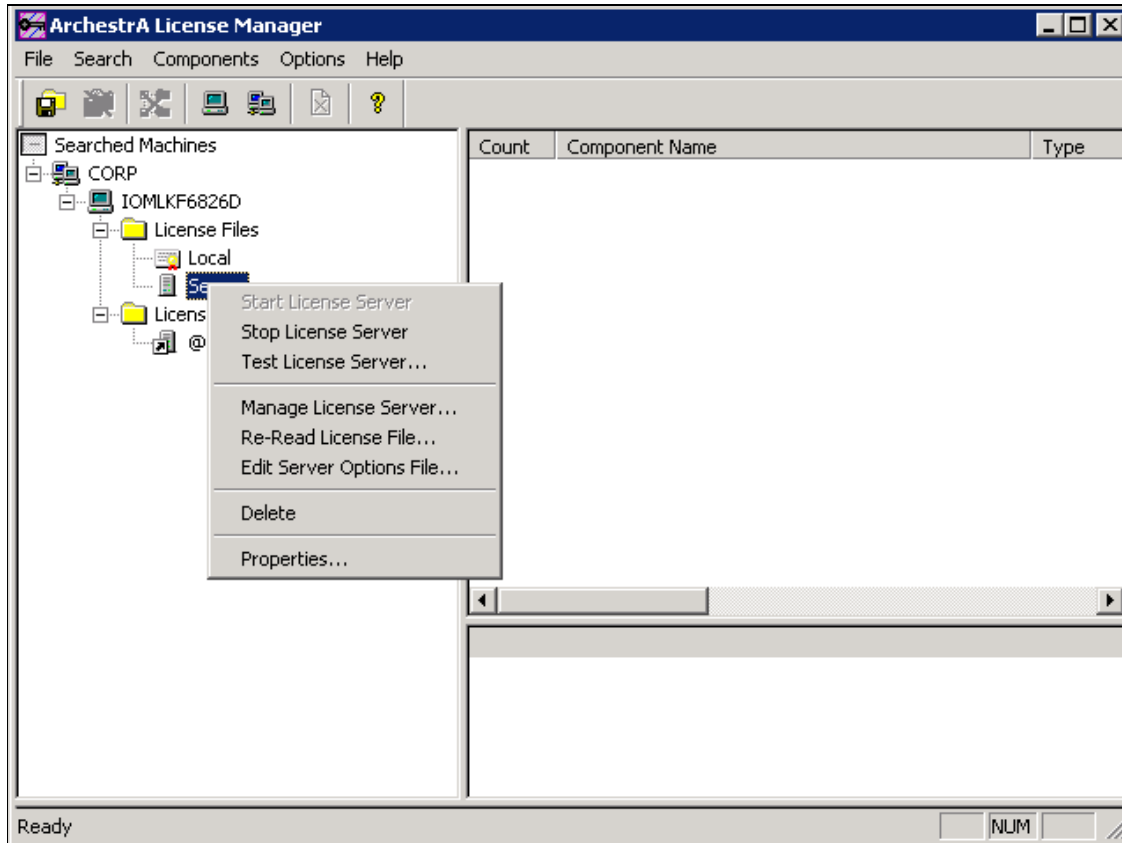 ArchestrA License Manager
File Search Components Options Help
Searched Machines
CORP
IOMLKF6826D
License Files
Local
Se
Licens
@
Start License Server
Stop License Server
Test License Server...
Manage License Server...
Re-Read License File...
Edit Server Options File...
Delete
Properties...
Count Component Name Type
Ready NUM